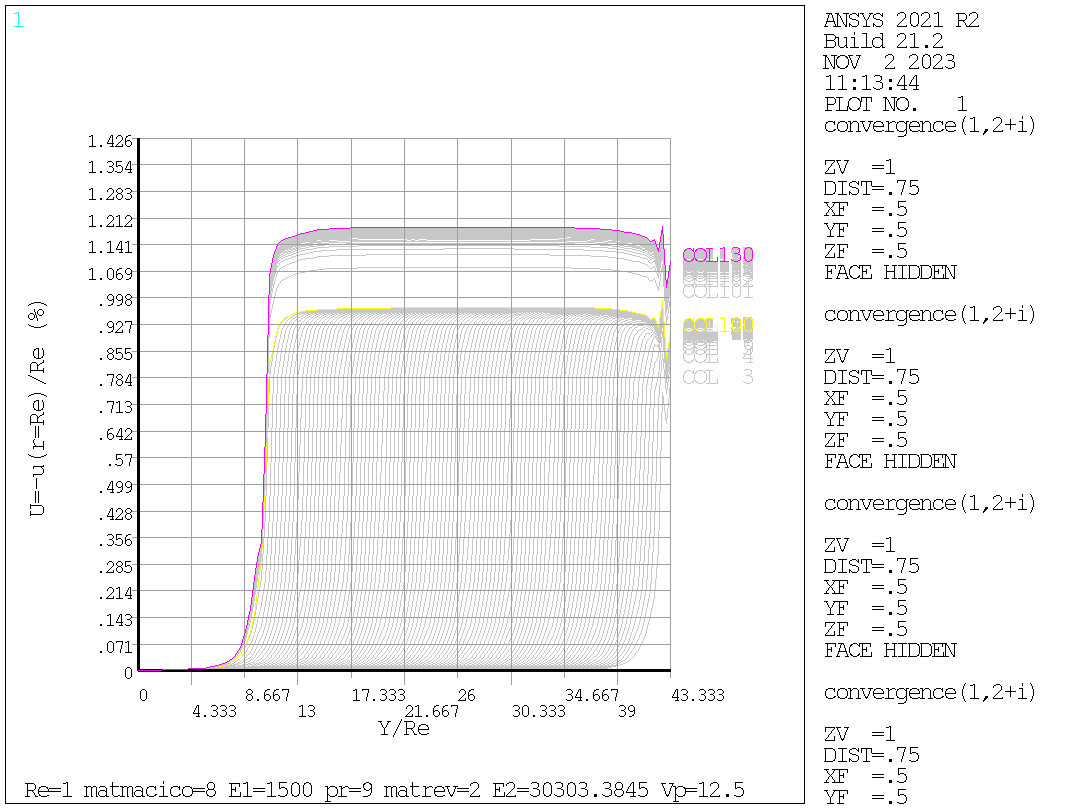 1
ANSYS 2021 R2
Build 21.2
NOV 2 2023
11:13:44
PLOT NO. 1
convergence(1,2+i)
ZV =1
DIST=.75
XF =.5
YF =.5
ZF =.5
FACE HIDDEN
convergence(1,2+i)
ZV =1
DIST=.75
XF =.5
YF =.5
ZF =.5
FACE HIDDEN
convergence(1,2+i)
ZV =1
DIST=.75
XF =.5
YF =.5
ZF =.5
FACE HIDDEN
convergence(1,2+i)
ZV =1
DIST=.75
XF =.5
YF =.5
1.426
1.354
1.283
1.212
1.141
1.069
.998
.927
.855
.784
.713
.642
.57
.499
.428
.356
.285
.214
.143
.071
0
U=-u(r=Re)/Re (%)
COL130
COL101
COL 4
COL 3
0 8.667 17.333 26 34.667 43.333
4.333 13 21.667 30.333 39
Y/Re
Re=1 matmacico=8 E1=1500 pr=9 matrev=2 E2=30303.3845 Vp=12.5